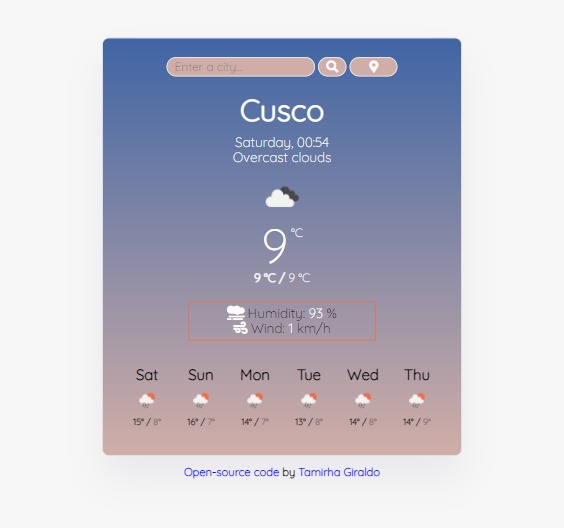 Enter a city...
Cusco
Saturday, 00:54
Overcast clouds
9 °C
9 °C / 9 °C
Humidity: 93 %
Wind: 1 km/h
Sat Sun Mon Tue Wed Thu
15° / 8° 16° / 7° 14° / 7° 13° / 8° 14° / 8° 14° / 9°
Open-source code by Tamirha Giraldo